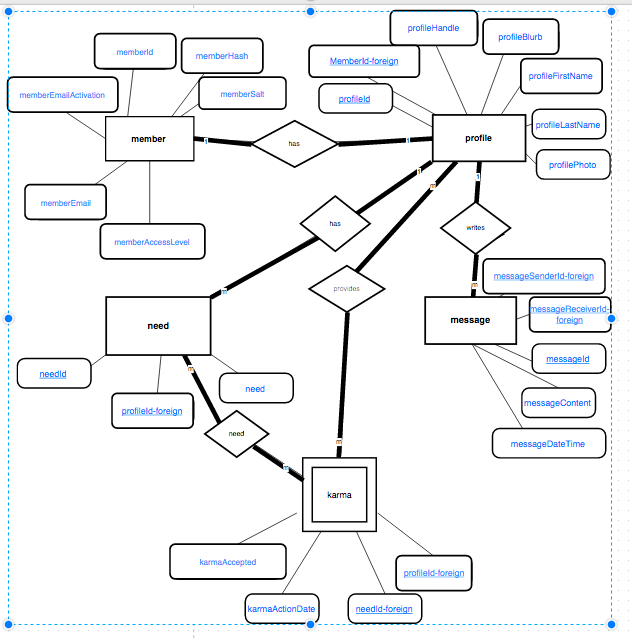 profileHandle
profileBlurb
memberId
memberHash
MemberId-foreign
profileFirstName
memberEmailActivation
memberSalt
profileId
profileLastName
member
1
has
1
profile
profilePhoto
1
m
1
memberEmail
has
writes
memberAccessLevel
provides
messageSenderId-foreign
m
m
messageReceiverId-
foreign
need
message
messageId
m
needId
need
messageContent
profileId-foreign
need
messageDateTime
m
m
karma
karmaAccepted
profileId-foreign
karmaActionDate
needId-foreign